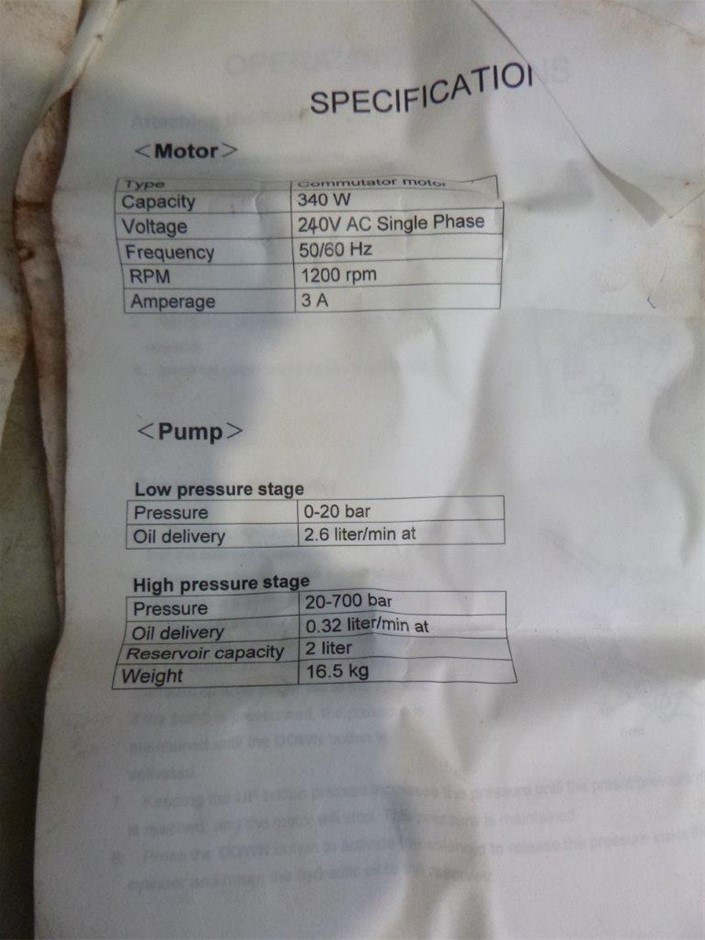 SPECIFICATIO
<Motor>
Type Commutator motor
Capacity 340 W
Voltage 240V AC Single Phase
Frequency 50/60 Hz
RPM 1200 rpm
Amperage 3 A
<Pump>
Low pressure stage
Pressure 0-20 bar
Oil delivery 2.6 liter/min at
High pressure stage
Pressure 20-700 bar
Oil delivery 0.32 liter/min at
Reservoir capacity 2 liter
Weight 16.5 kg